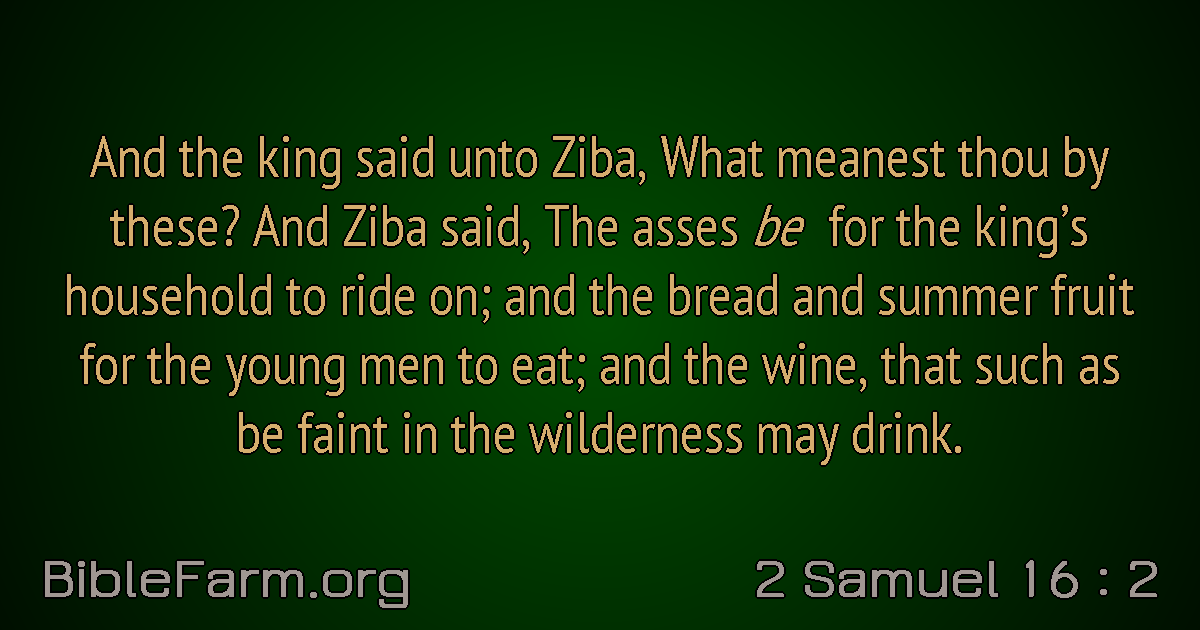 And the king said unto Ziba, What meanest thou by
these? And Ziba said, The asses be for the king’s
household to ride on; and the bread and summer fruit
for the young men to eat; and the wine, that such as
be faint in the wilderness may drink.
BibleFarm.org
2 Samuel 16 : 2